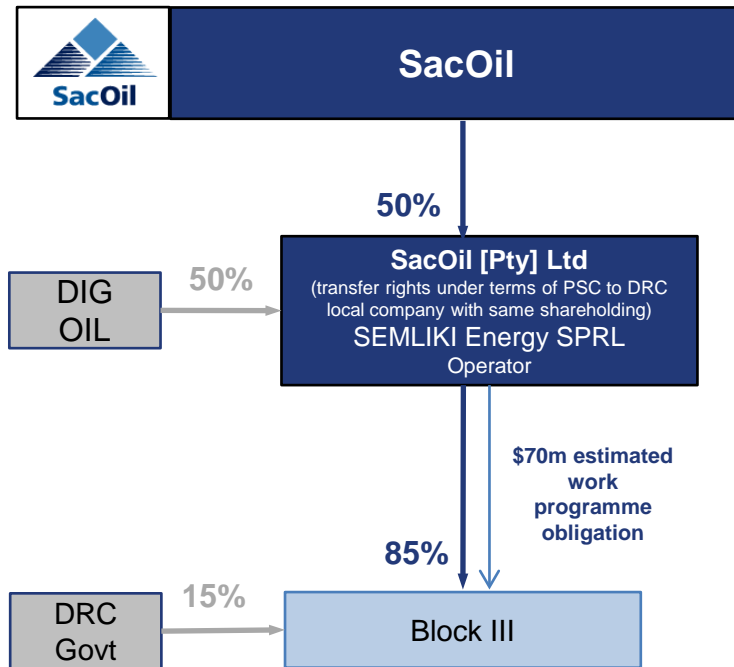 SacOil
SacOil
50%
SacOil [Pty] Ltd
(transfer rights under terms of PSC to DRC
local company with same shareholding)
SEMLIKI Energy SPRL
Operator
DIG
OIL
50%
$70m estimated
work
programme
obligation
85%
DRC
Govt
15%
Block III